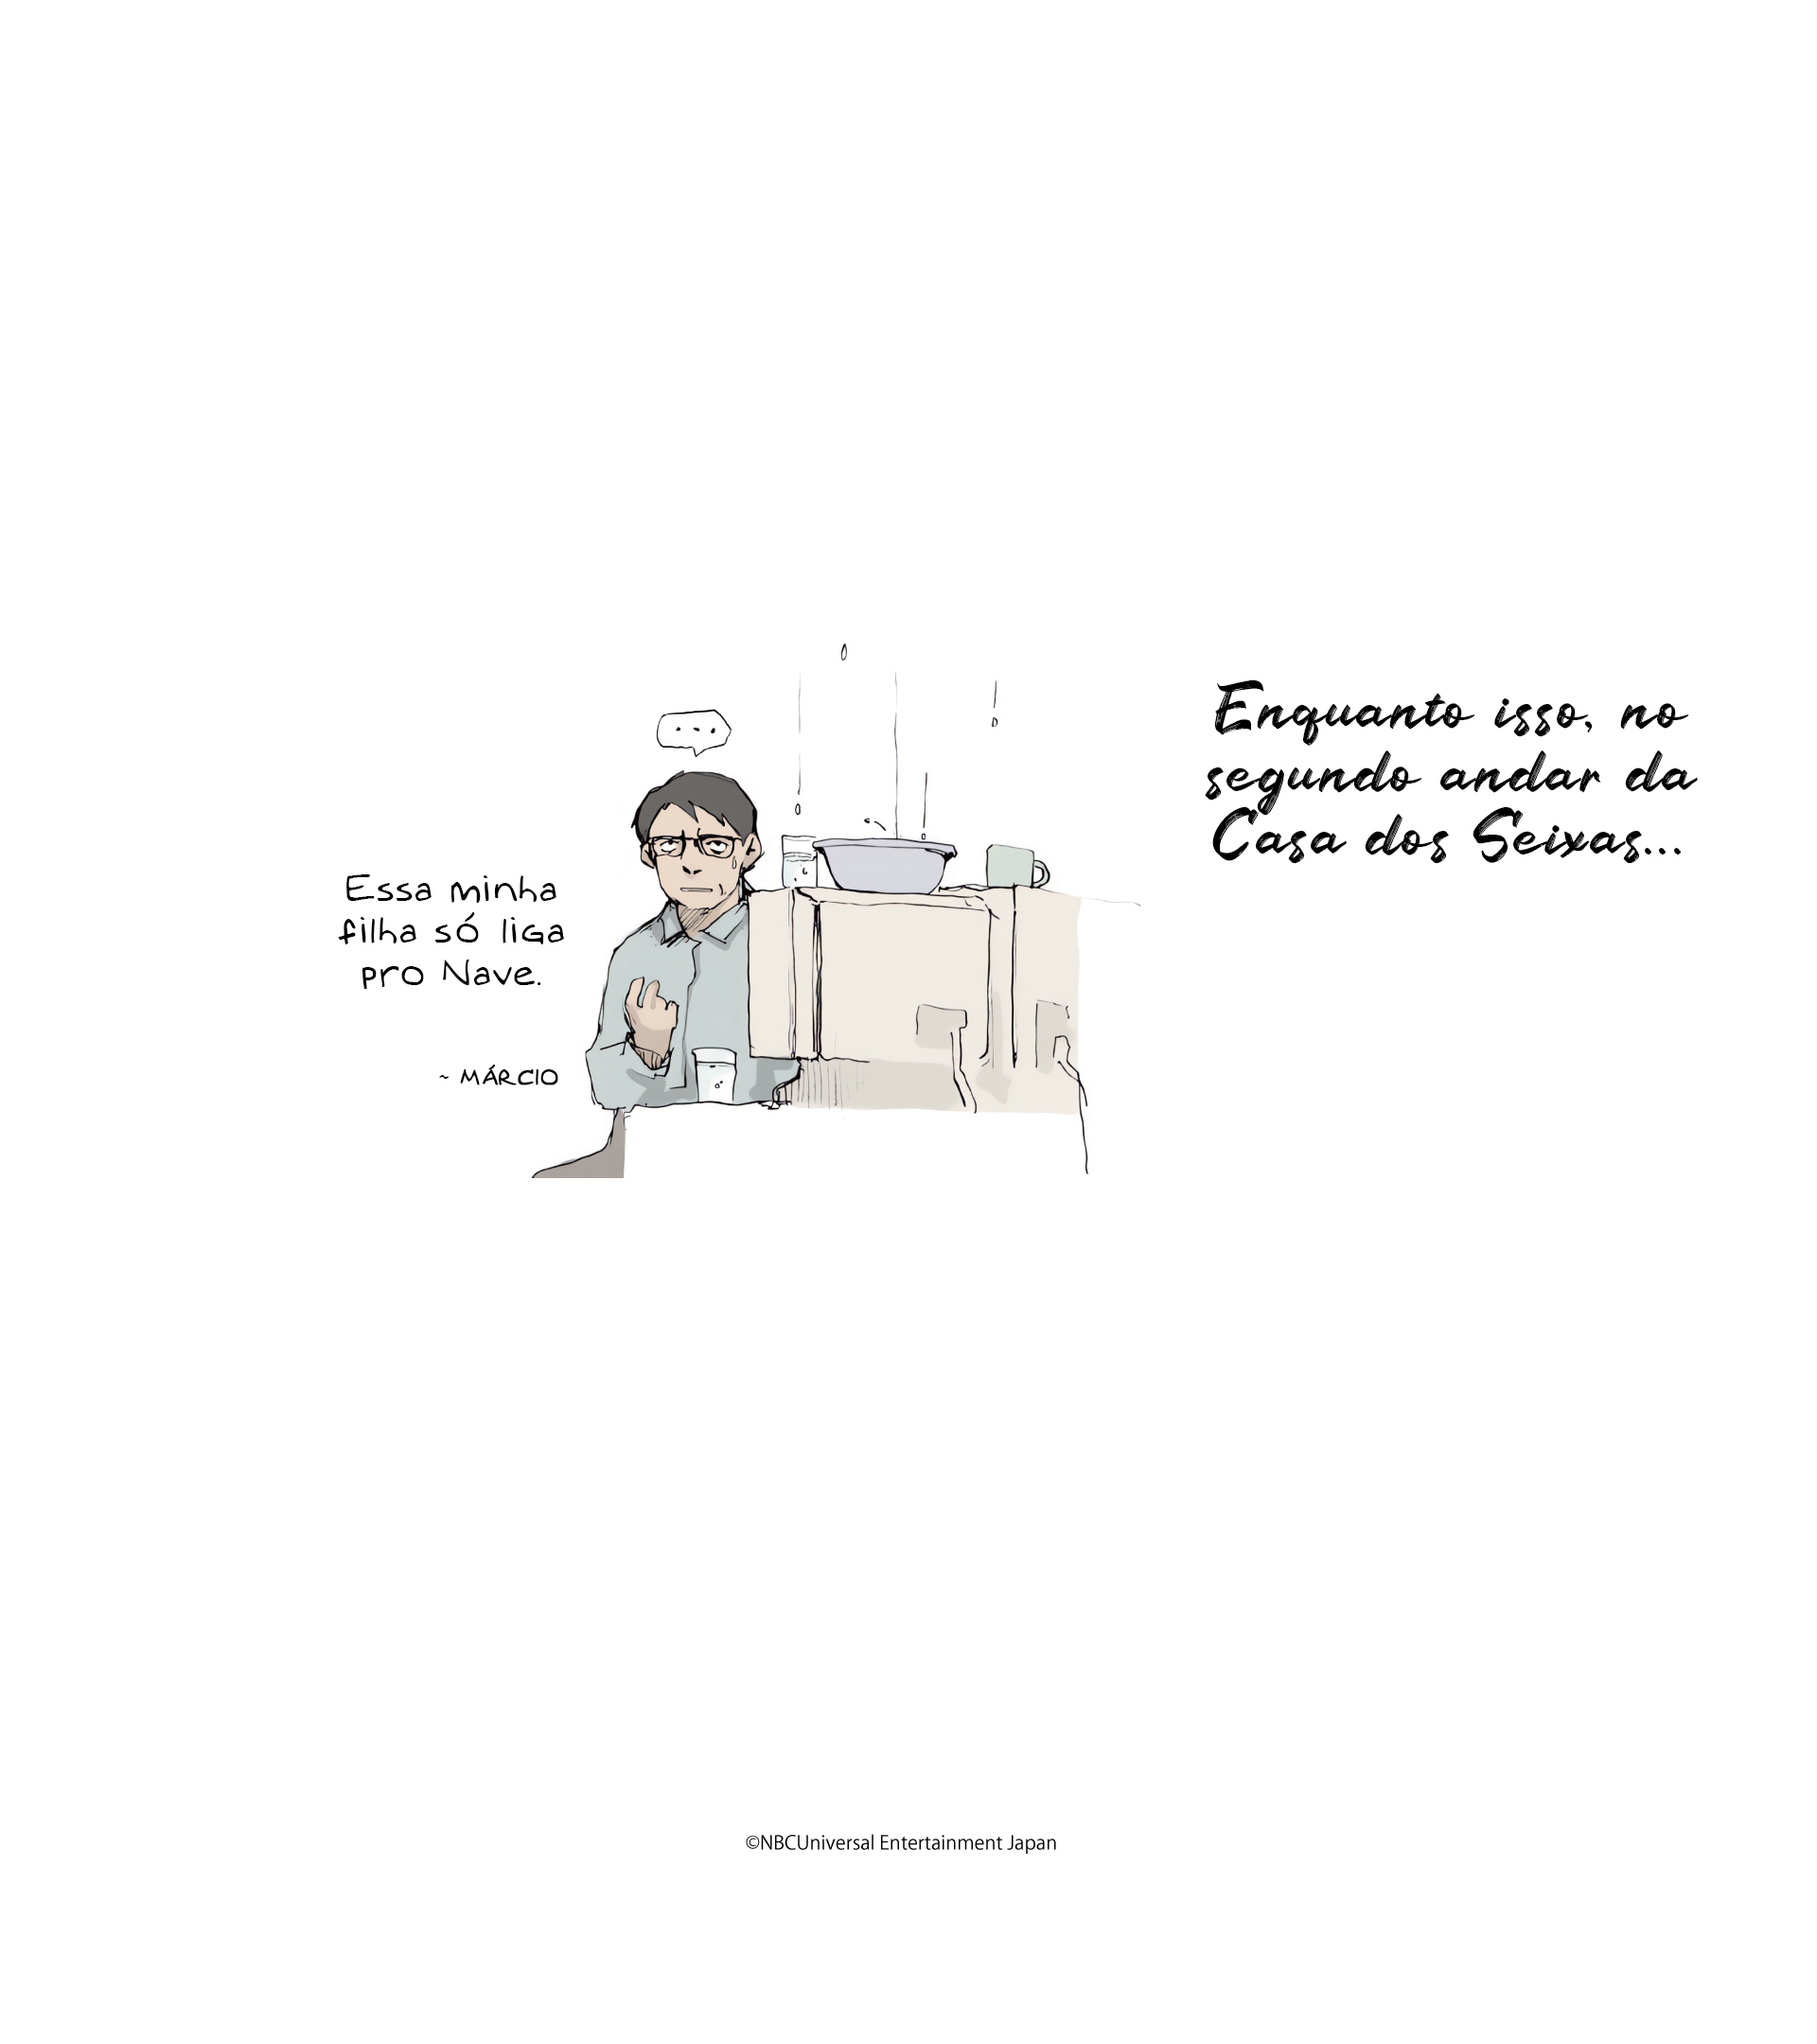 Enquanto isso, no
segundo andar da
Casa dos Seixas...
...
Essa minha
filha só liga
pro Nave.
~ MÁRCIO
©NBCUniversal Entertainment Japan